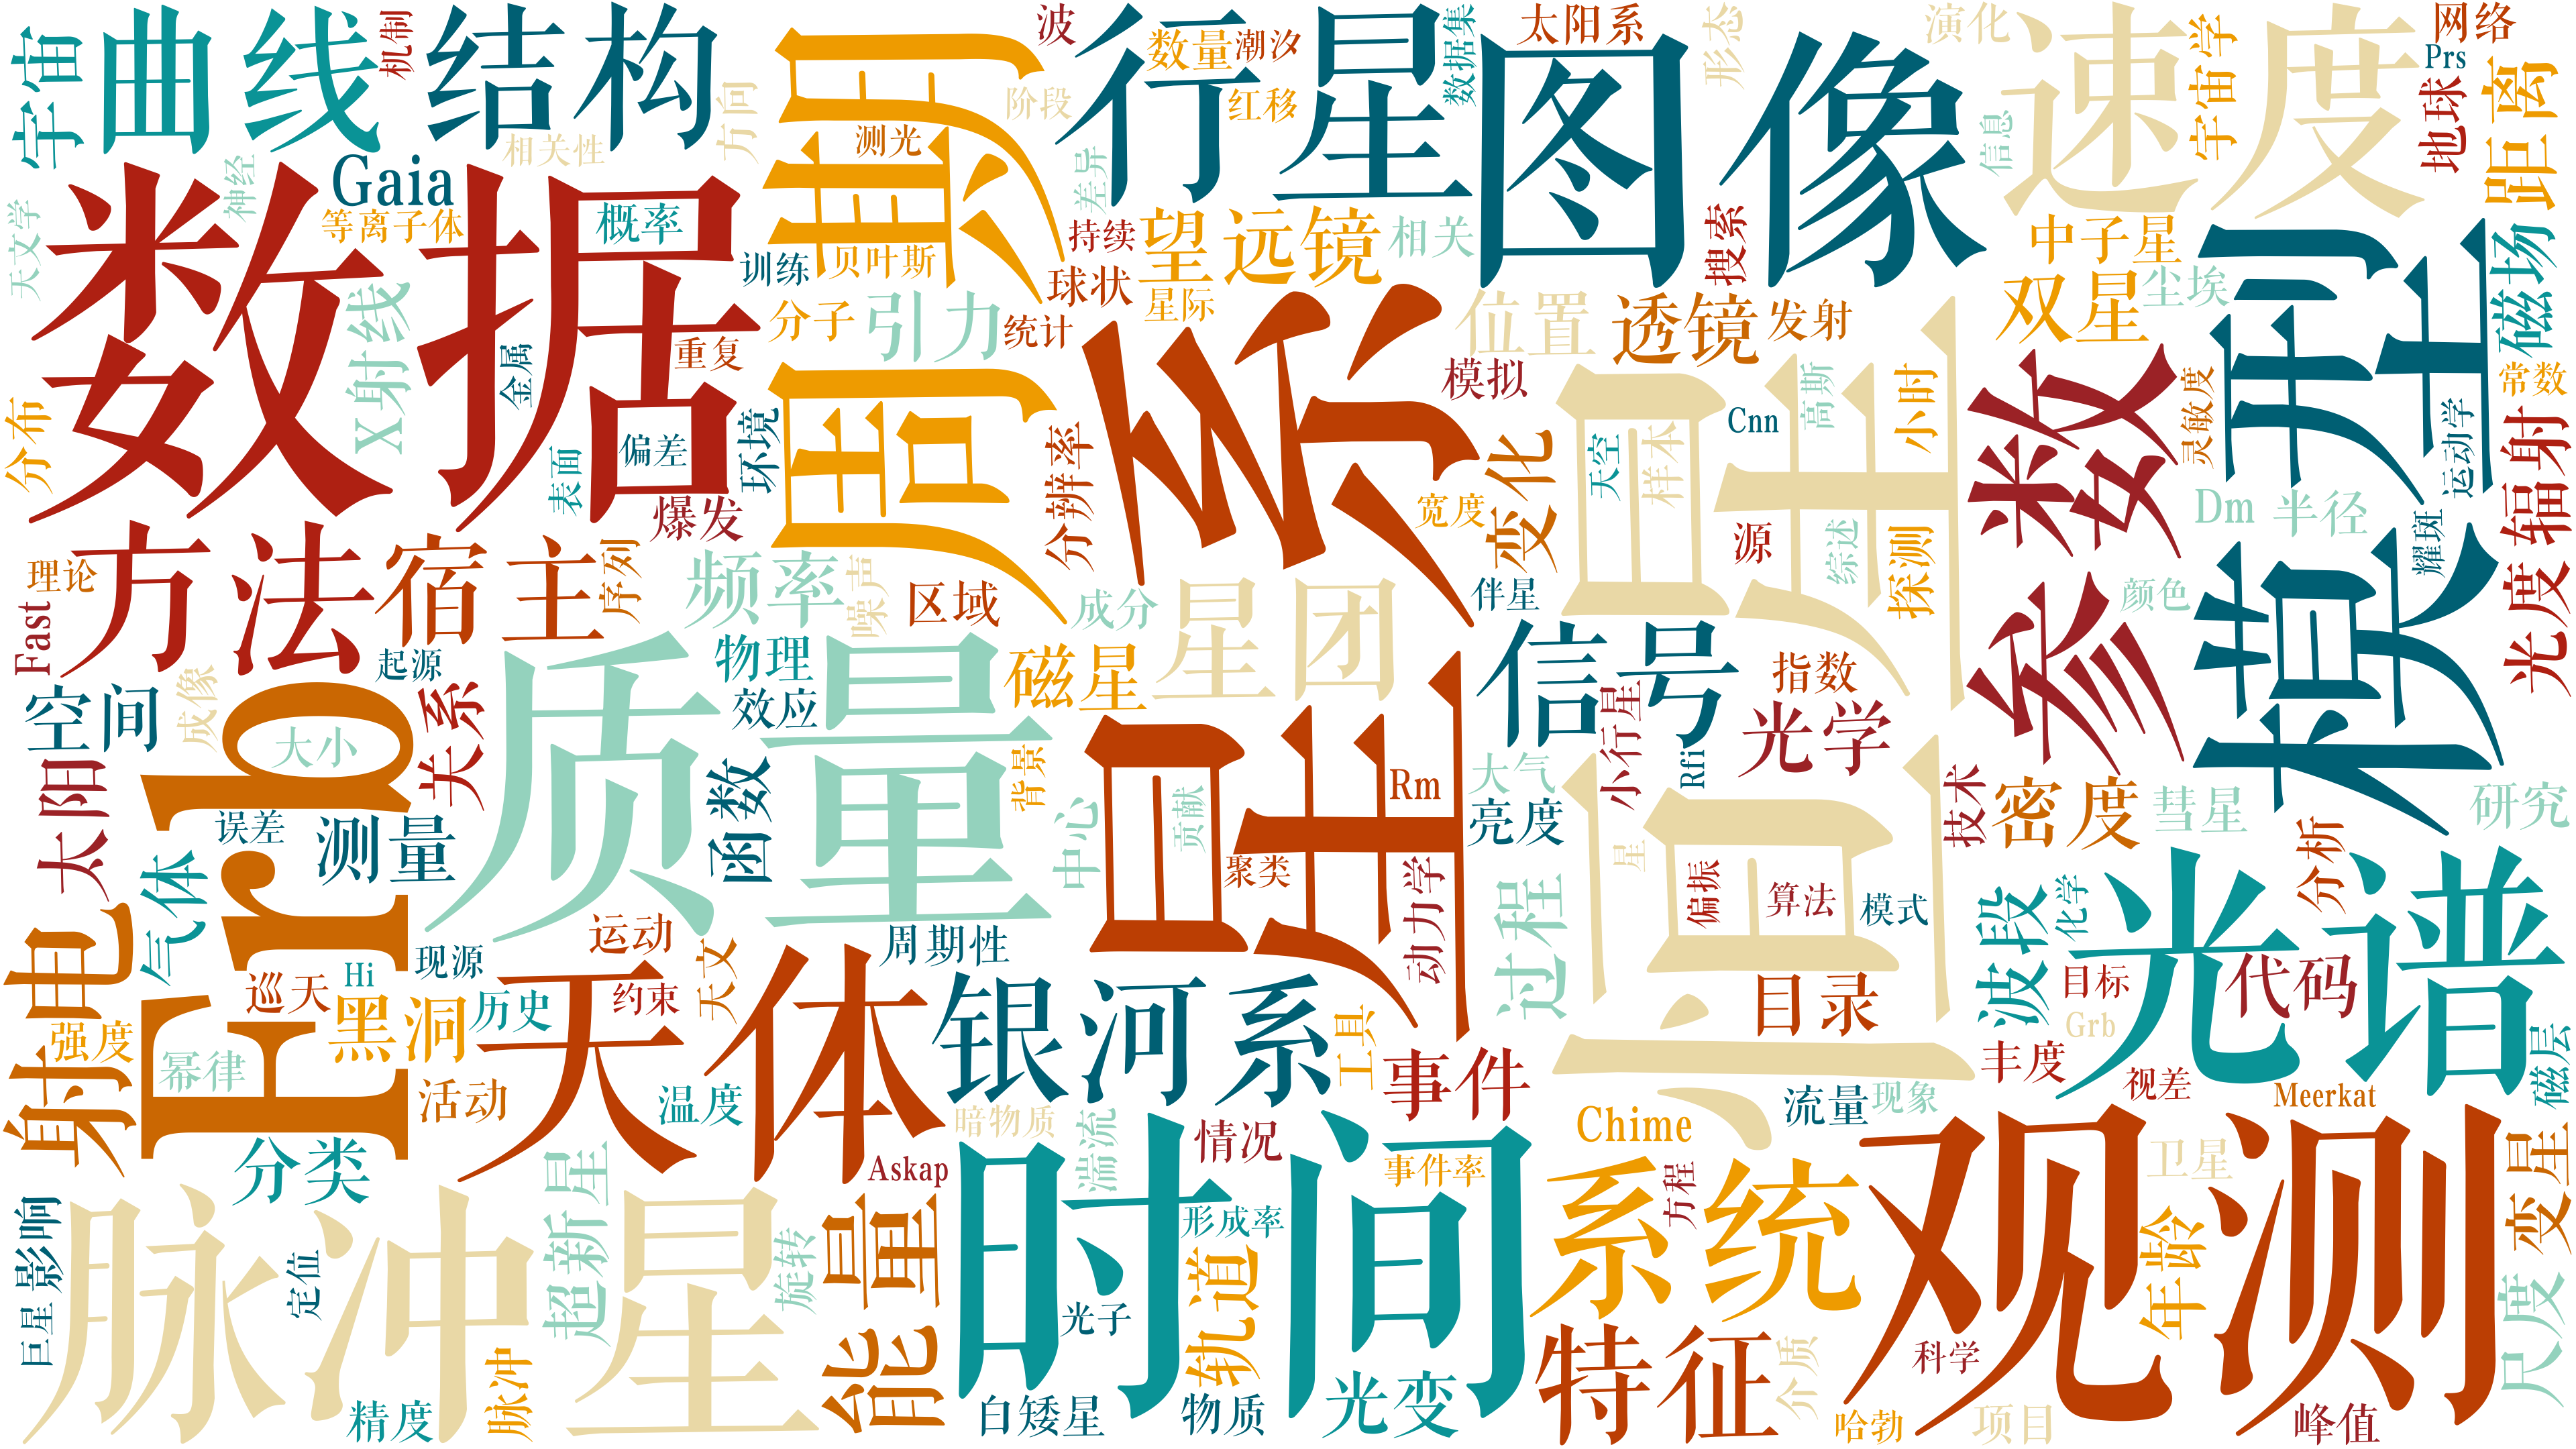 宇宙
曲线
机制
结构
相关性
方向
周期
测光
阶段
波
行星
数量
潮汐
红移
数据集
太阳系
图像
形态
演化
速度
宇宙学
信息
网络
Prs
地球
距离
天文学
神经
Gaia
等离子体
数据
概率
X射线
金属
重复
偏差
表面
爆发
分布
训练
贝叶斯
分子
引力
统计
环境
差异
持续
望远镜
相关
球状
星际
搜索
位置
透镜
发射
中子星
双星
尘埃
模型
磁场
常数
模拟
星系
分辨率
宽度
变化
恒星
天空
样本
Cnn
高斯
小时
源
综述
探测
参数
灵敏度
运动学
Dm
半径
耀斑
光度
辐射
颜色
理论
Fast
方法
宿主
序列
起源
频率
噪声
区域
成分
伴星
物理
效应
磁星
星团
信号
小行星
指数
光学
Rfi
空间
成像
Frb
大小
关系
质量
太阳
误差
测量
函数
背景
中心
贡献
聚类
Rm
大气
亮度
星
偏振
算法
模式
技术
密度
彗星
研究
分析
气体
射电
巡天
Hi
现源
运动
约束
天文
周期性
动力学
过程
目录
波段
化学
目标
光谱
代码
Grb
强度
幂律
黑洞
历史
活动
天体
温度
银河系
工具
事件
丰度
视差
磁层
流量
现象
Meerkat
暗物质
湍流
情况
事件率
Chime
分类
超新星
Askap
时间
形成率
系统
方程
观测
卫星
变星
影响
巨星
脉冲星
定位
旋转
能量
光子
轨道
年龄
尺度
精度
脉冲
白矮星
物质
光变
特征
介质
科学
哈勃
项目
峰值